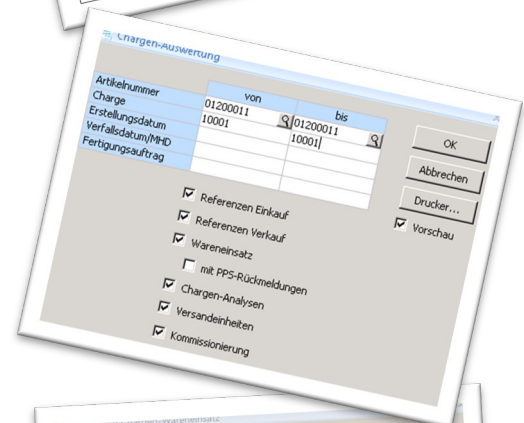 Chargen-Auswertung
von bis
Artikelnummer 01200011 01200011
Charge 10001 10001
Erstellungsdatum
Verfallsdatum/MHD
Fertigungsauftrag
OK
Abbrechen
Drucker...
Vorschau
Referenzen Einkauf
Referenzen Verkauf
Wareneinsatz
mit PPS-Rückmeldungen
Chargen-Analysen
Versandeinheiten
Kommissionierung